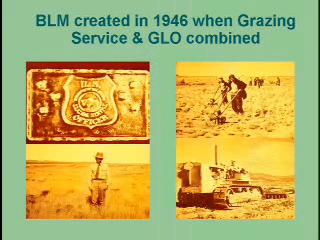 BLM created in 1946 when Grazing
Service & GLO combined